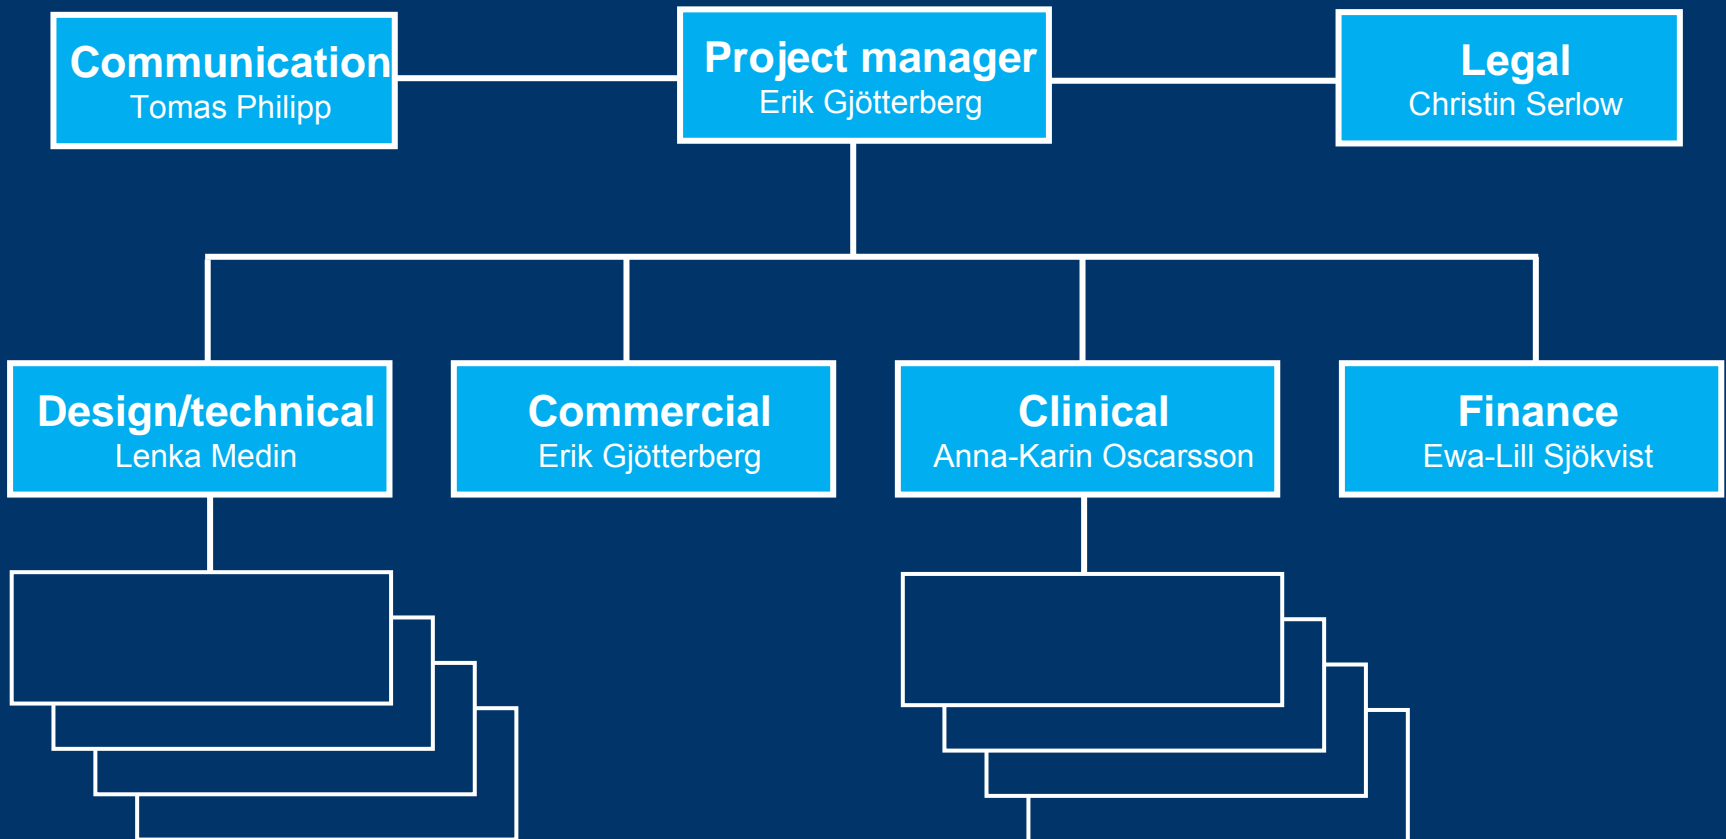 Communication
Tomas Philipp
Project manager
Erik Gjötterberg
Legal
Christin Serlow
Design/technical
Lenka Medin
Commercial
Erik Gjötterberg
Clinical
Anna-Karin Oscarsson
Finance
Ewa-Lill Sjökvist